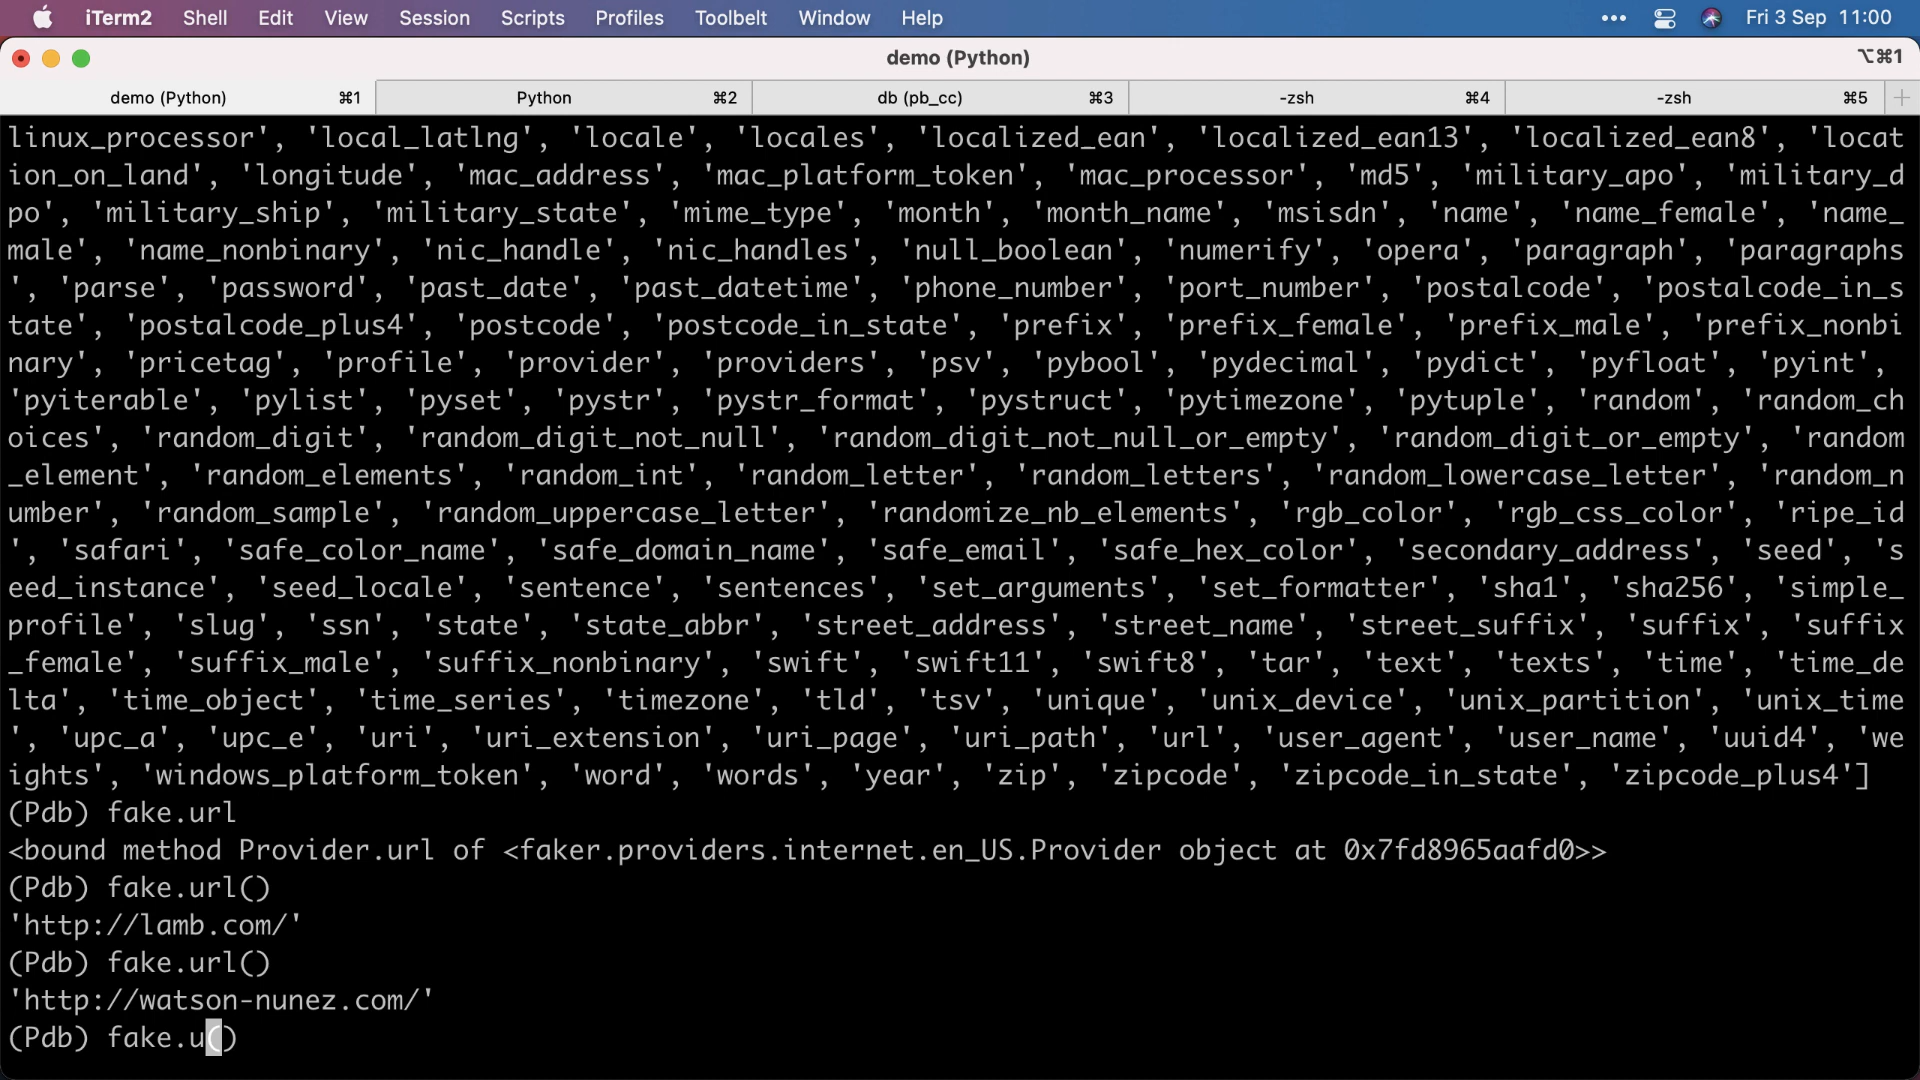 iTerm2 Shell Edit View Session Scripts Profiles Toolbelt Window Help Fri 3 Sep 11:00
demo (Python) ⌥⌘1
demo (Python) ⌘1 Python ⌘2 db (pb_cc) ⌘3 -zsh ⌘4 -zsh ⌘5 +
linux_processor', 'local_latlng', 'locale', 'locales', 'localized_ean', 'localized_ean13', 'localized_ean8', 'locat
ion_on_land', 'longitude', 'mac_address', 'mac_platform_token', 'mac_processor', 'md5', 'military_apo', 'military_d
po', 'military_ship', 'military_state', 'mime_type', 'month', 'month_name', 'msisdn', 'name', 'name_female', 'name_
male', 'name_nonbinary', 'nic_handle', 'nic_handles', 'null_boolean', 'numerify', 'opera', 'paragraph', 'paragraphs
', 'parse', 'password', 'past_date', 'past_datetime', 'phone_number', 'port_number', 'postalcode', 'postalcode_in_s
tate', 'postalcode_plus4', 'postcode', 'postcode_in_state', 'prefix', 'prefix_female', 'prefix_male', 'prefix_nonbi
nary', 'pricetag', 'profile', 'provider', 'providers', 'psv', 'pybool', 'pydecimal', 'pydict', 'pyfloat', 'pyint',
'pyiterable', 'pylist', 'pyset', 'pystr', 'pystr_format', 'pystruct', 'pytimezone', 'pytuple', 'random', 'random_ch
oices', 'random_digit', 'random_digit_not_null', 'random_digit_not_null_or_empty', 'random_digit_or_empty', 'random
_element', 'random_elements', 'random_int', 'random_letter', 'random_letters', 'random_lowercase_letter', 'random_n
umber', 'random_sample', 'random_uppercase_letter', 'randomize_nb_elements', 'rgb_color', 'rgb_css_color', 'ripe_id
', 'safari', 'safe_color_name', 'safe_domain_name', 'safe_email', 'safe_hex_color', 'secondary_address', 'seed', 's
eed_instance', 'seed_locale', 'sentence', 'sentences', 'set_arguments', 'set_formatter', 'sha1', 'sha256', 'simple_
profile', 'slug', 'ssn', 'state', 'state_abbr', 'street_address', 'street_name', 'street_suffix', 'suffix', 'suffix
_female', 'suffix_male', 'suffix_nonbinary', 'swift', 'swift11', 'swift8', 'tar', 'text', 'texts', 'time', 'time_de
lta', 'time_object', 'time_series', 'timezone', 'tld', 'tsv', 'unique', 'unix_device', 'unix_partition', 'unix_time
', 'upc_a', 'upc_e', 'uri', 'uri_extension', 'uri_page', 'uri_path', 'url', 'user_agent', 'user_name', 'uuid4', 'we
ights', 'windows_platform_token', 'word', 'words', 'year', 'zip', 'zipcode', 'zipcode_in_state', 'zipcode_plus4']
(Pdb) fake.url
<bound method Provider.url of <faker.providers.internet.en_US.Provider object at 0x7fd8965aafd0>>
(Pdb) fake.url()
'http://lamb.com/'
(Pdb) fake.url()
'http://watson-nunez.com/'
(Pdb) fake.u()